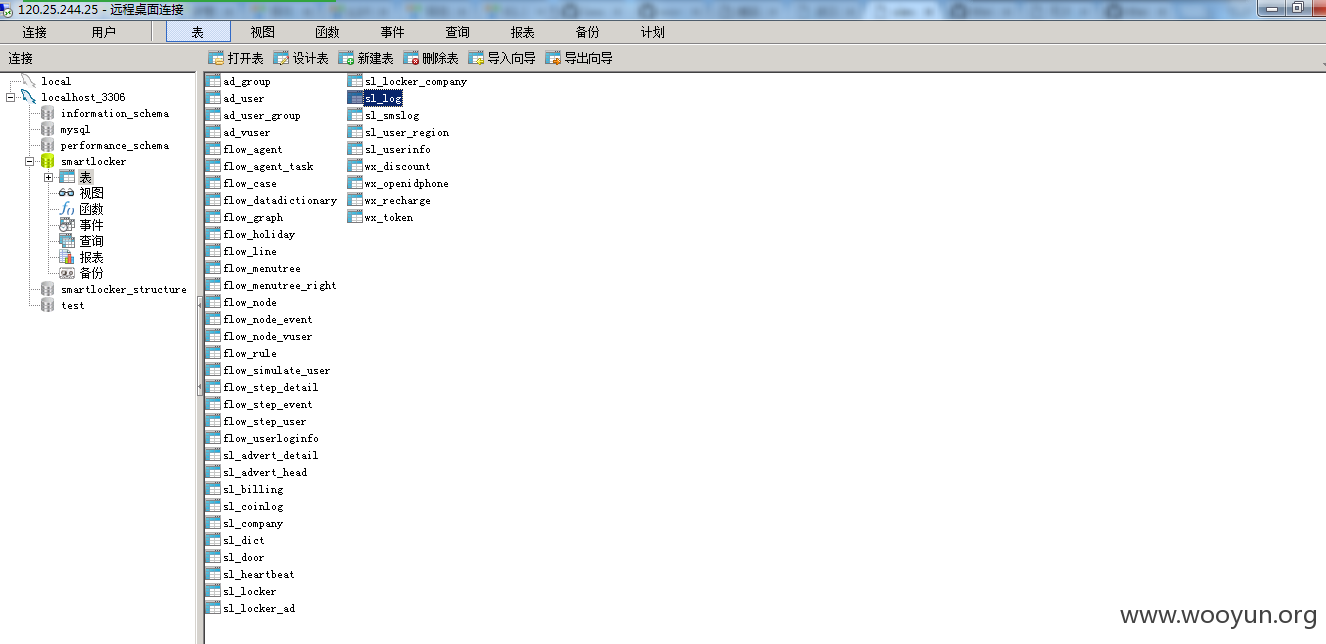 120.25.244.25 - 远程桌面连接
连接 用户 表 视图 函数 事件 查询 报表 备份 计划
连接 打开表 设计表 新建表 删除表 导入向导 导出向导
local
localhost_3306
information_schema
mysql
performance_schema
smartlocker
表
视图
函数
事件
查询
报表
备份
smartlocker_structure
test
ad_group
ad_user
ad_user_group
ad_vuser
flow_agent
flow_agent_task
flow_case
flow_datadictionary
flow_graph
flow_holiday
flow_line
flow_menutree
flow_menutree_right
flow_node
flow_node_event
flow_node_vuser
flow_rule
flow_simulate_user
flow_step_detail
flow_step_event
flow_step_user
flow_userloginfo
sl_advert_detail
sl_advert_head
sl_billing
sl_coinlog
sl_company
sl_dict
sl_door
sl_heartbeat
sl_locker
sl_locker_ad
sl_locker_company
sl_log
sl_smslog
sl_user_region
sl_userinfo
wx_discount
wx_openidphone
wx_recharge
wx_token
www.wooyun.org